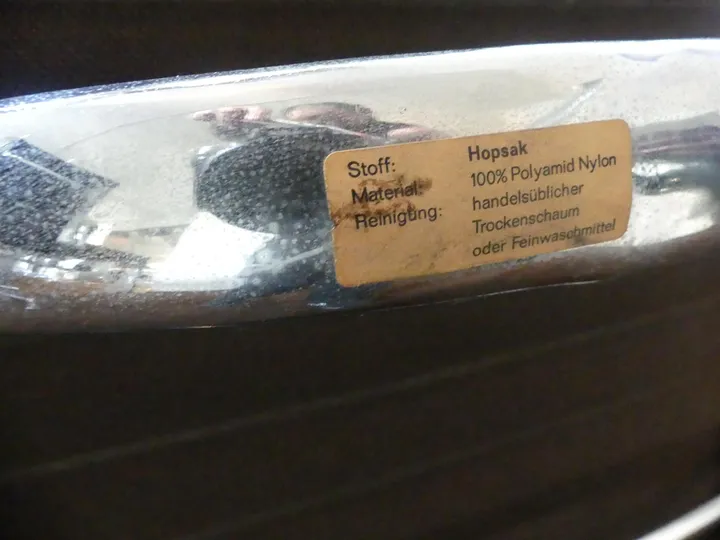 Stoff: Hopsak
Material: 100% Polyamid Nylon
Reinigung: handelsüblicher
Trockenschaum
oder Feinwaschmittel